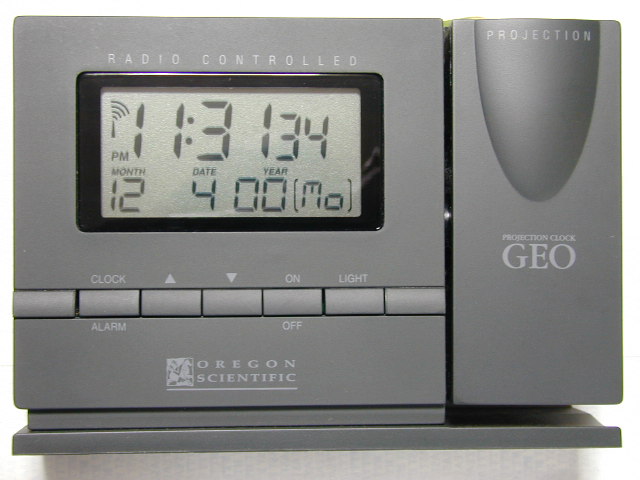 RADIO CONTROLLED
PROJECTION
PM 11:31 34
MONTH DATE YEAR
12 4 00 [Mo]
PROJECTION CLOCK
GEO
CLOCK ▲ ▼ ON LIGHT
ALARM OFF
OREGON
SCIENTIFIC